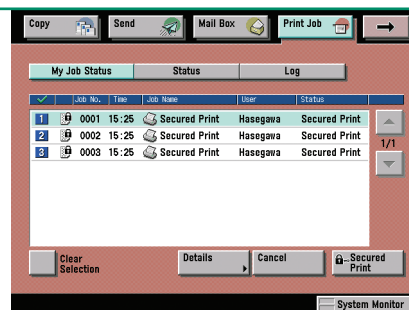 Copy Send Mail Box Print Job
My Job Status Status Log
Job No. Time Job Name User Status
1 0001 15:25 Secured Print Hasegawa Secured Print
2 0002 15:25 Secured Print Hasegawa Secured Print
3 0003 15:25 Secured Print Hasegawa Secured Print
1/1
Clear Selection
Details
Cancel
Secured Print
System Monitor